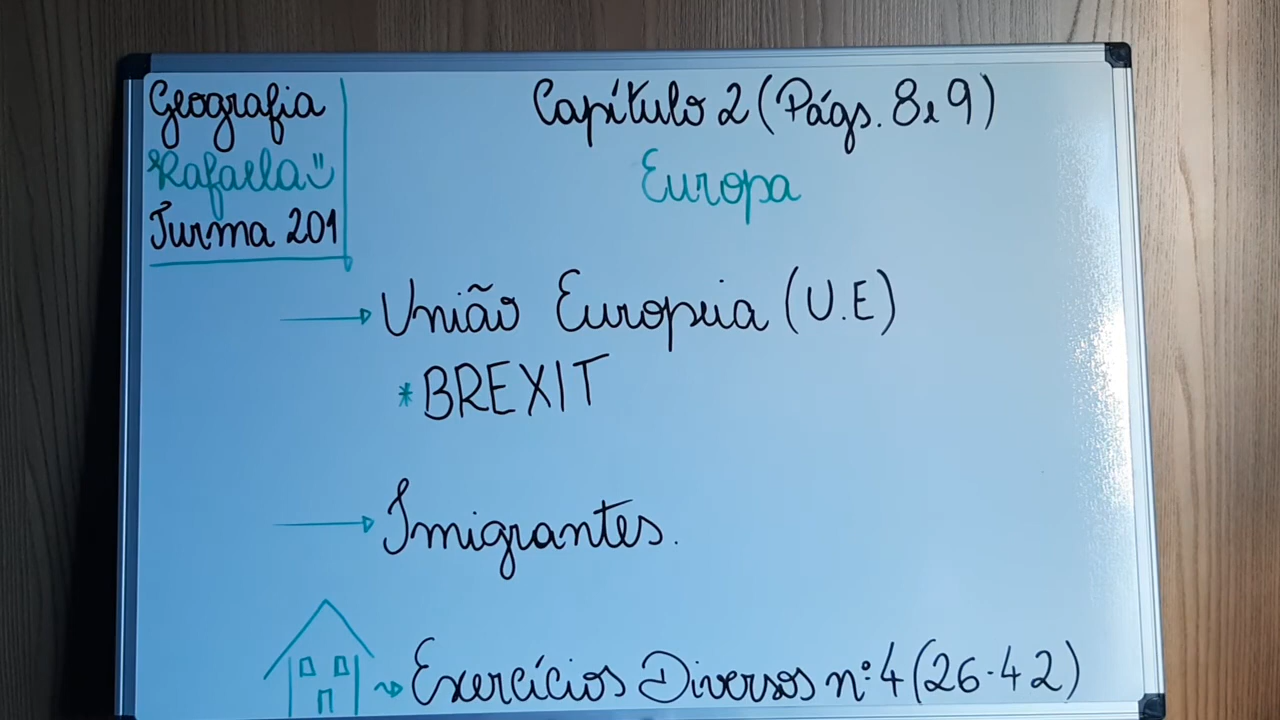 Geografia
Rafaela
Turma 201
Capítulo 2 (Págs. 8 e 9)
Europa
União Europeia (U.E)
*BREXIT
Imigrantes.
Exercícios Diversos nº 4 (26-42)